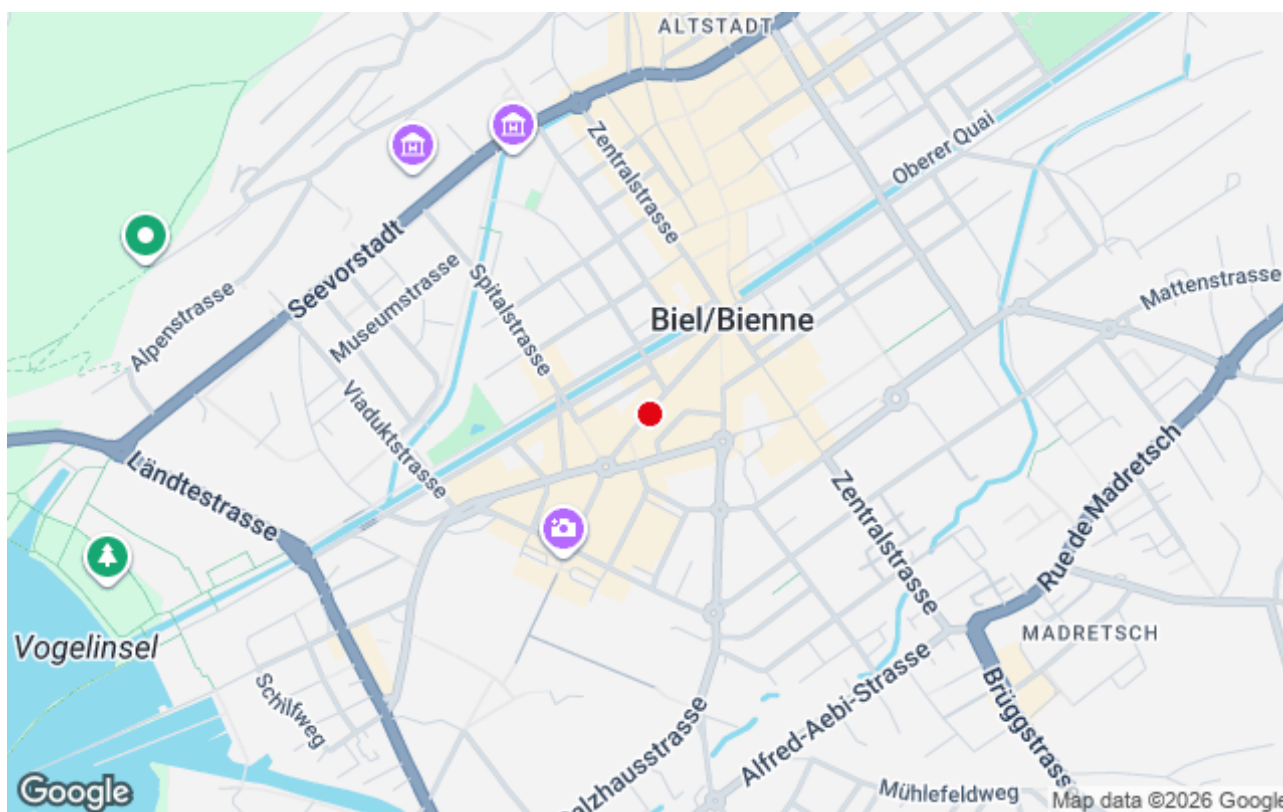 ALTSTADT
Oberer Quai
Zentralstrasse
Seevorstadt
Museumstrasse
Spitalstrasse
Alpenstrasse
Mattenstrasse
Biel/Bienne
Viaduktstrasse
Ländtestrasse
Rue de Madretsch
Zentralstrasse
Vogelinsel
MADRETSCH
Schilfweg
Alfred-Aebi-Strasse
Brüggstrass
alzhausstrasse
Mühlefeldweg
Google
Map data ©2026 Google